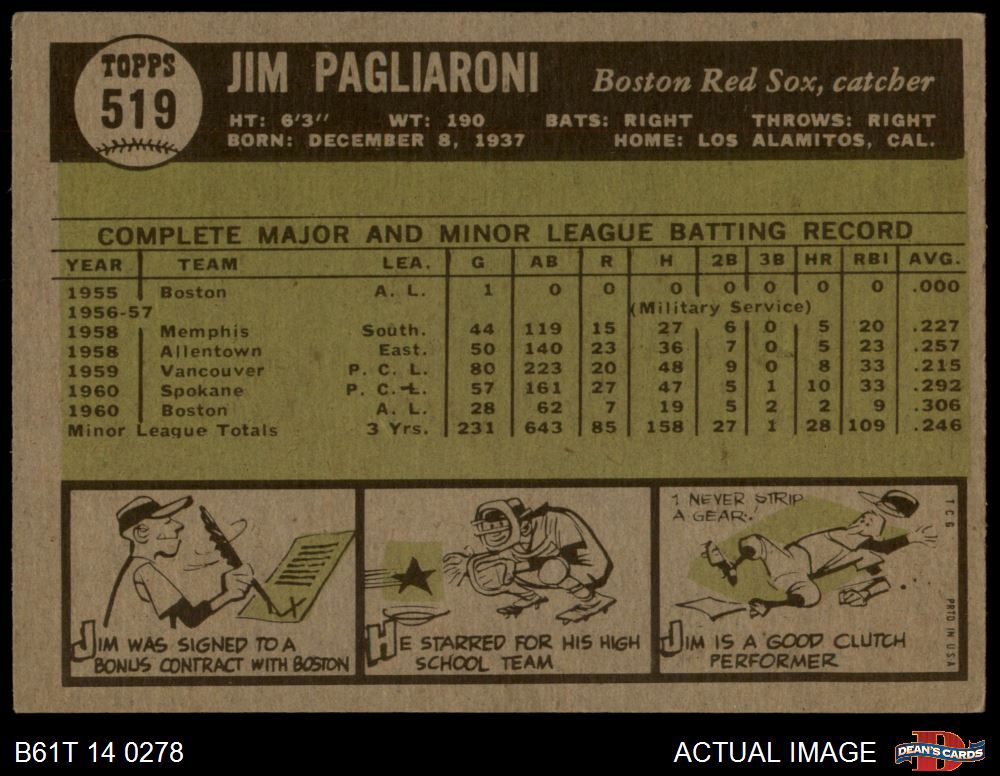 TOPPS
519
JIM PAGLIARONI
Boston Red Sox, catcher
HT: 6'3" WT: 190 BATS: RIGHT THROWS: RIGHT
BORN: DECEMBER 8, 1937 HOME: LOS ALAMITOS, CAL.
COMPLETE MAJOR AND MINOR LEAGUE BATTING RECORD
YEAR TEAM LEA. G AB R H 2B 3B HR RBI AVG.
1955 Boston A. L. 1 0 0 0 0 0 0 0 .000
1956-57 (Military Service)
1958 Memphis South. 44 119 15 27 6 0 5 20 .227
1958 Allentown East. 50 140 23 36 7 0 5 23 .257
1959 Vancouver P. C. L. 80 223 20 48 9 0 8 33 .215
1960 Spokane P. C. L. 57 161 27 47 5 1 10 33 .292
1960 Boston A. L. 28 62 7 19 5 2 2 9 .306
Minor League Totals 3 Yrs. 231 643 85 158 27 1 28 109 .246
JIM WAS SIGNED TO A
BONUS CONTRACT WITH BOSTON
HE STARRED FOR HIS HIGH
SCHOOL TEAM
I NEVER STRIP
A GEAR!
JIM IS A GOOD CLUTCH
PERFORMER
T.C.G.
PRTD IN USA
B61T 14 0278
ACTUAL IMAGE
DEAN'S CARDS